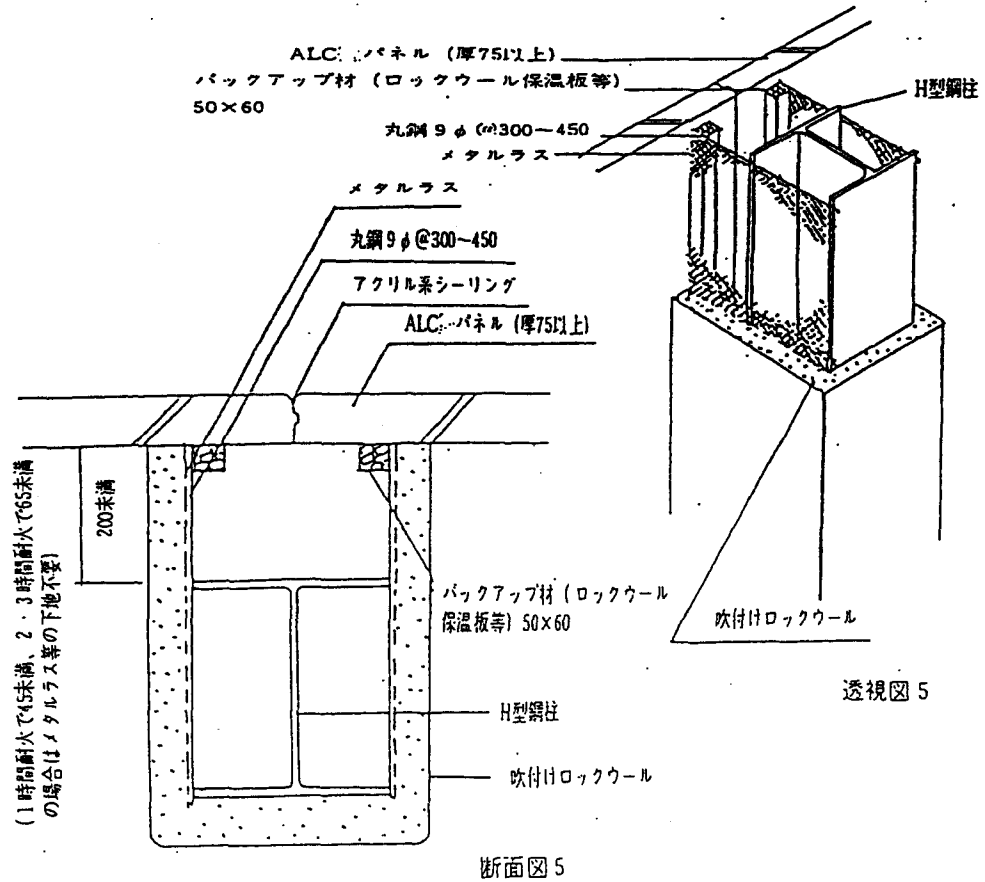 ALC パネル (厚75以上)
バックアップ材 (ロックウール保温板等)
50×60
H型鋼柱
丸鋼9φ@300~450
メタルラス
メタルラス
丸鋼9φ@300~450
アクリル系シーリング
ALC パネル (厚75以上)
200未満
(1時間耐火で45未満、2・3時間耐火で65未満
の場合はメタルラス等の下地不要)
バックアップ材 (ロックウール
保温板等) 50×60
H型鋼柱
吹付けロックウール
吹付けロックウール
透視図5
断面図5